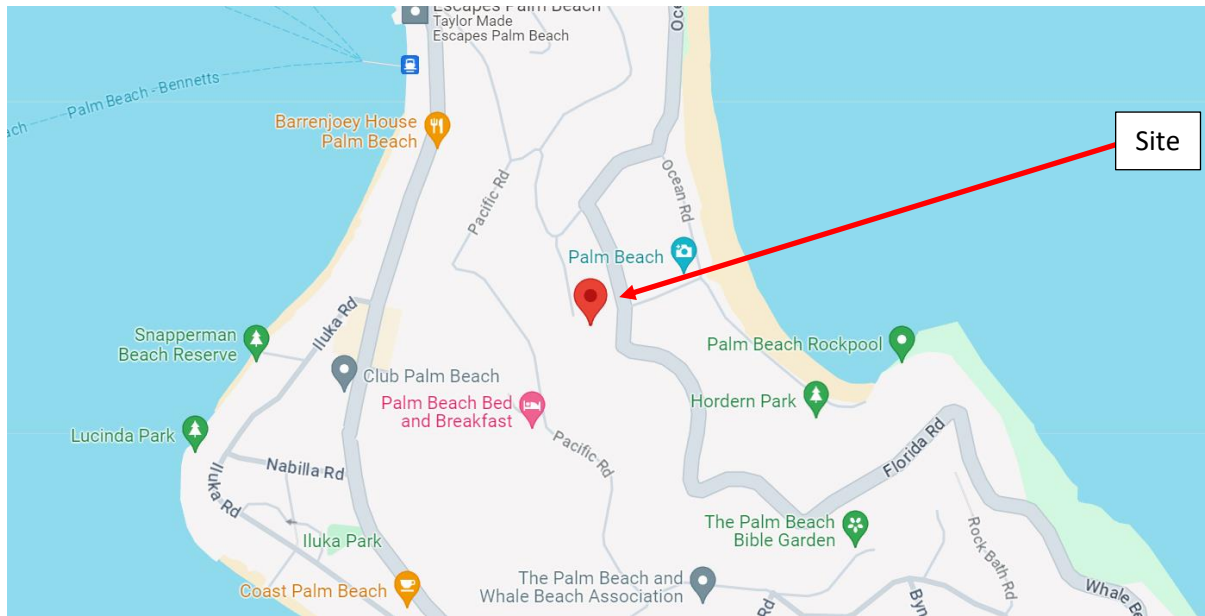 Escapes Palm Beach
Taylor Made
Escapes Palm Beach
Palm Beach - Bennetts
Barrenjoey House
Palm Beach
Pacific Rd
Ocean Rd
Site
Palm Beach
Iluka Rd
Snapperman
Beach Reserve
Club Palm Beach
Palm Beach Rockpool
Palm Beach Bed
and Breakfast
Hordern Park
Lucinda Park
Pacific Rd
Florida Rd
Nabilla Rd
Iluka Rd
The Palm Beach
Bible Garden
Rock Bath Rd
Iluka Park
Coast Palm Beach
The Palm Beach and
Whale Beach Association
Rd
Whale